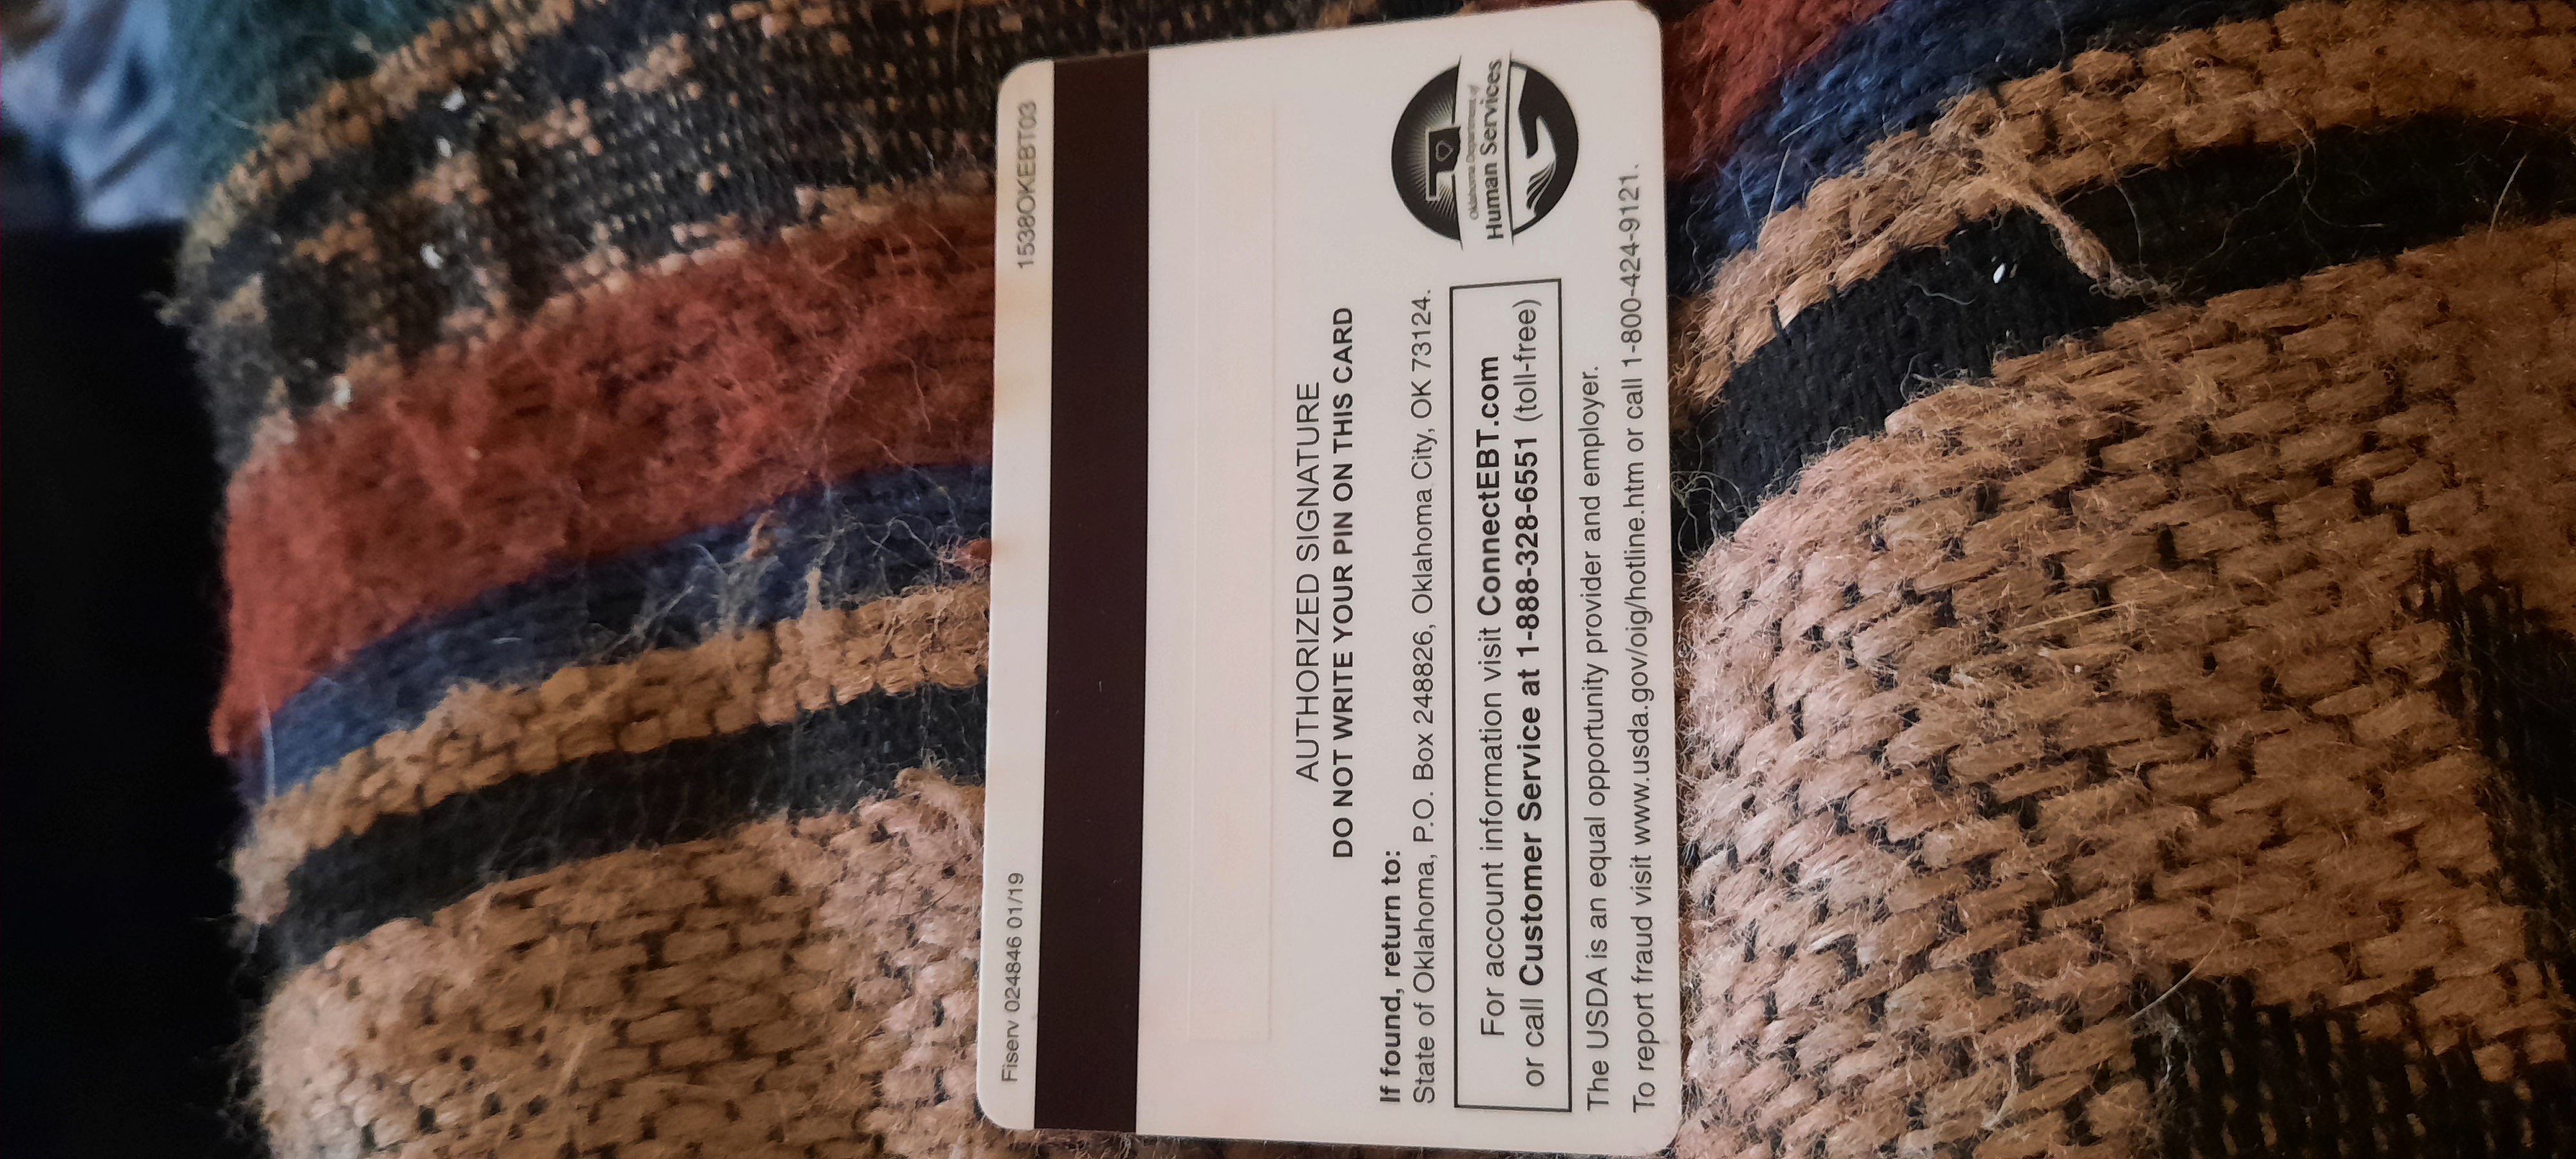 Fiserv 024846 01/19 1538OKEBT03
AUTHORIZED SIGNATURE
DO NOT WRITE YOUR PIN ON THIS CARD
If found, return to:
State of Oklahoma, P.O. Box 248826, Oklahoma City, OK 73124.
Oklahoma Department of
Human Services
For account information visit ConnectEBT.com
or call Customer Service at 1-888-328-6551 (toll-free)
The USDA is an equal opportunity provider and employer.
To report fraud visit www.usda.gov/oig/hotline.htm or call 1-800-424-9121.